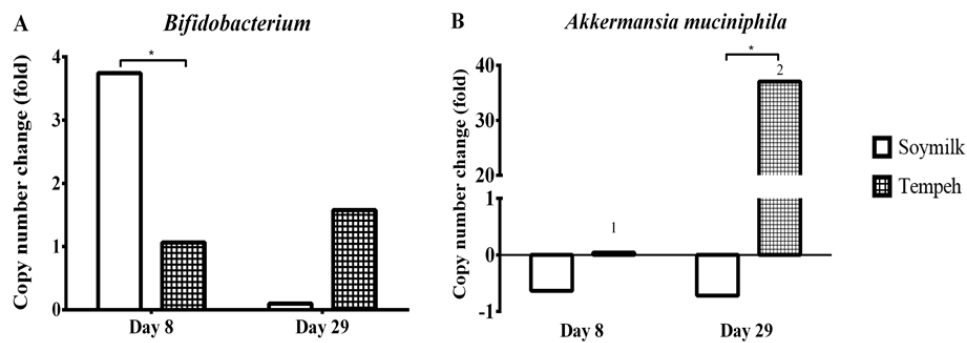 A
Bifidobacterium
*
Copy number change (fold)
4
3
2
1
0
Day 8
Day 29
B
Akkermansia muciniphila
*
Copy number change (fold)
40
30
20
1
0
-1
1
2
Day 8
Day 29
Soymilk
Tempeh